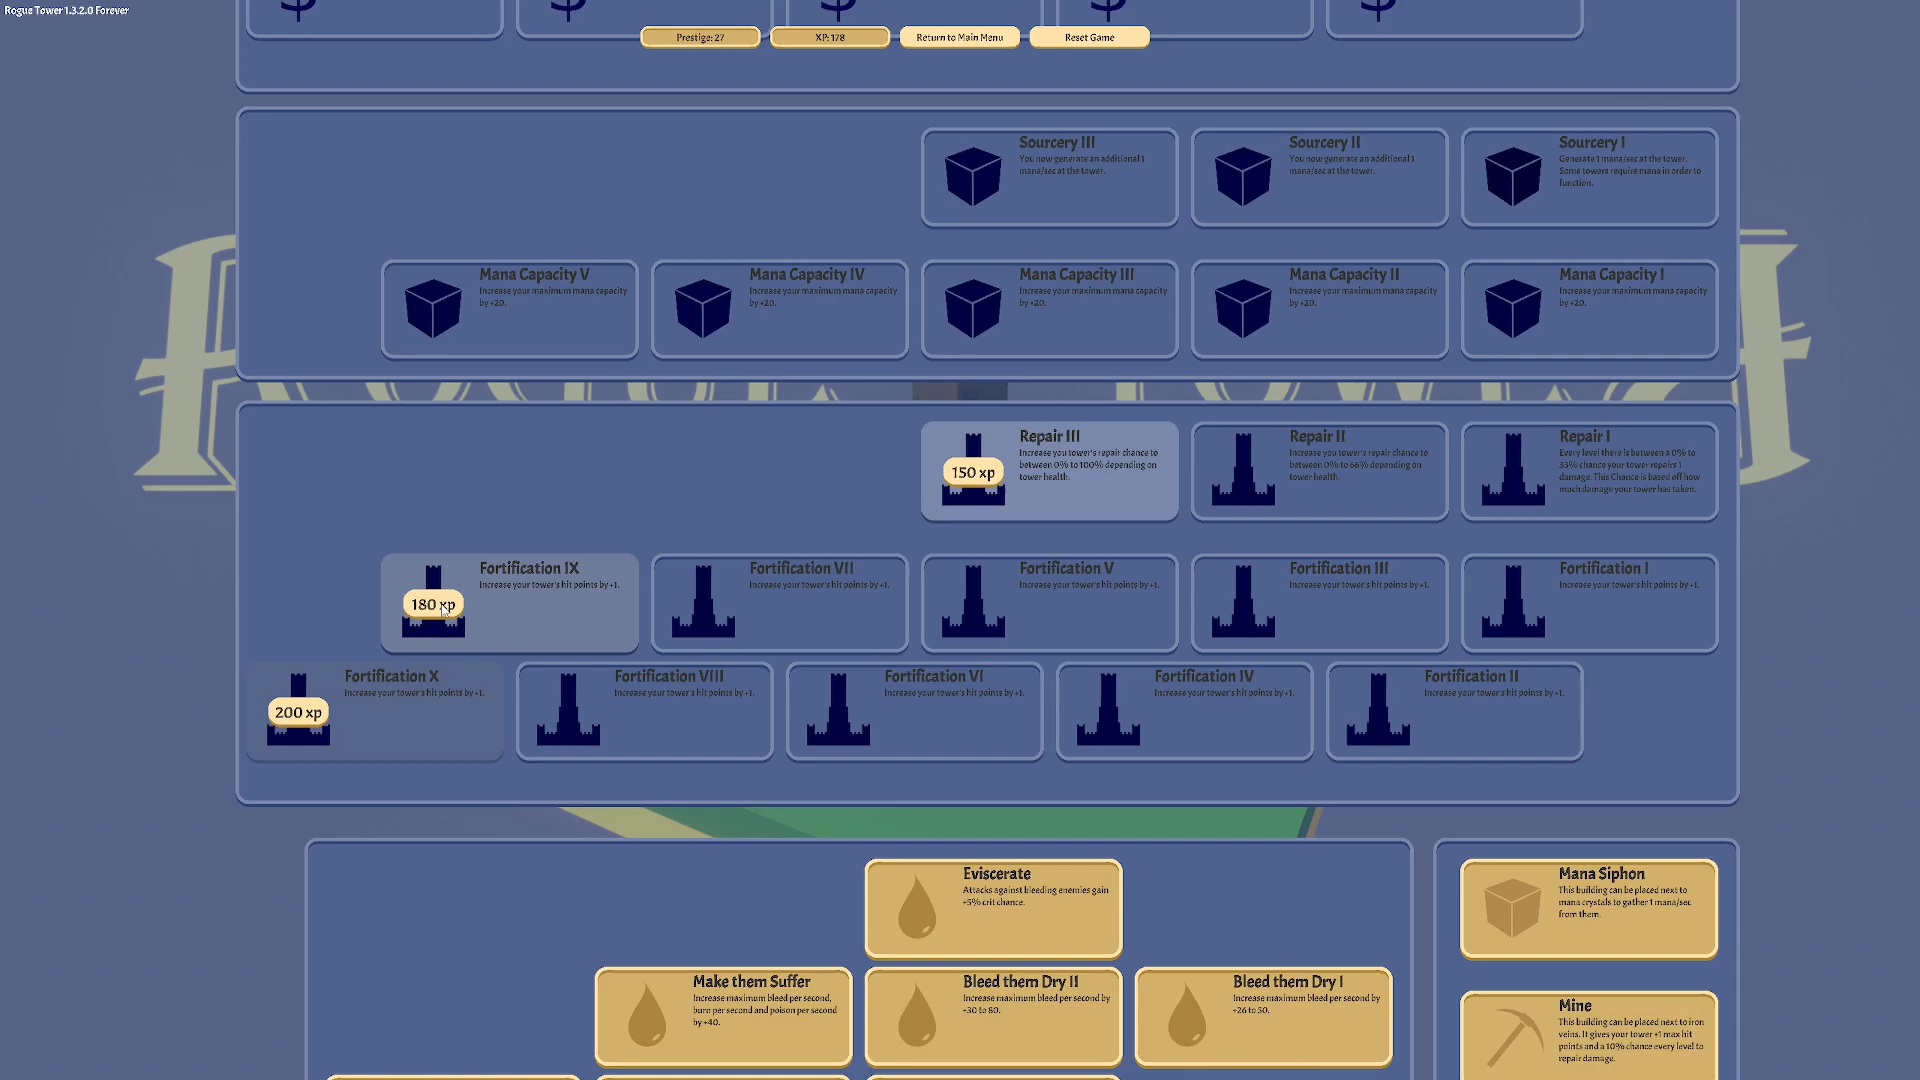 Rogue Tower 1.3.2.0 Forever
Prestige: 27
XP: 178
Return to Main Menu
Reset Game
Sourcery III
You now generate an additional 1
mana/sec at the tower.
Sourcery II
You now generate an additional 1
mana/sec at the tower.
Sourcery I
Generate 1 mana/sec at the tower.
Some towers require mana in order to
function.
Mana Capacity V
Increase your maximum mana capacity
by +20.
Mana Capacity IV
Increase your maximum mana capacity
by +20.
Mana Capacity III
Increase your maximum mana capacity
by +20.
Mana Capacity II
Increase your maximum mana capacity
by +20.
Mana Capacity I
Increase your maximum mana capacity
by +20.
Repair III
150 xp
Increase you tower's repair chance to
between 0% to 100% depending on
tower health.
Repair II
Increase you tower's repair chance to
between 0% to 66% depending on
tower health.
Repair I
Every level there is between a 0% to
33% chance your tower repairs 1
damage. This Chance is based off how
much damage your tower has taken.
Fortification IX
Increase your tower's hit points by +1.
180 xp
Fortification VII
Increase your tower's hit points by +1.
Fortification V
Increase your tower's hit points by +1.
Fortification III
Increase your tower's hit points by +1.
Fortification I
Increase your tower's hit points by +1.
Fortification X
Increase your tower's hit points by +1.
200 xp
Fortification VIII
Increase your tower's hit points by +1.
Fortification VI
Increase your tower's hit points by +1.
Fortification IV
Increase your tower's hit points by +1.
Fortification II
Increase your tower's hit points by +1.
Eviscerate
Attacks against bleeding enemies gain
+5% crit chance.
Mana Siphon
This building can be placed next to
mana crystals to gather 1 mana/sec
from them.
Make them Suffer
Increase maximum bleed per second,
burn per second and poison per second
by +40.
Bleed them Dry II
Increase maximum bleed per second by
+30 to 80.
Bleed them Dry I
Increase maximum bleed per second by
+26 to 50.
Mine
This building can be placed next to iron
veins. It gives your tower +1 max hit
points and a 10% chance every level to
repair damage.